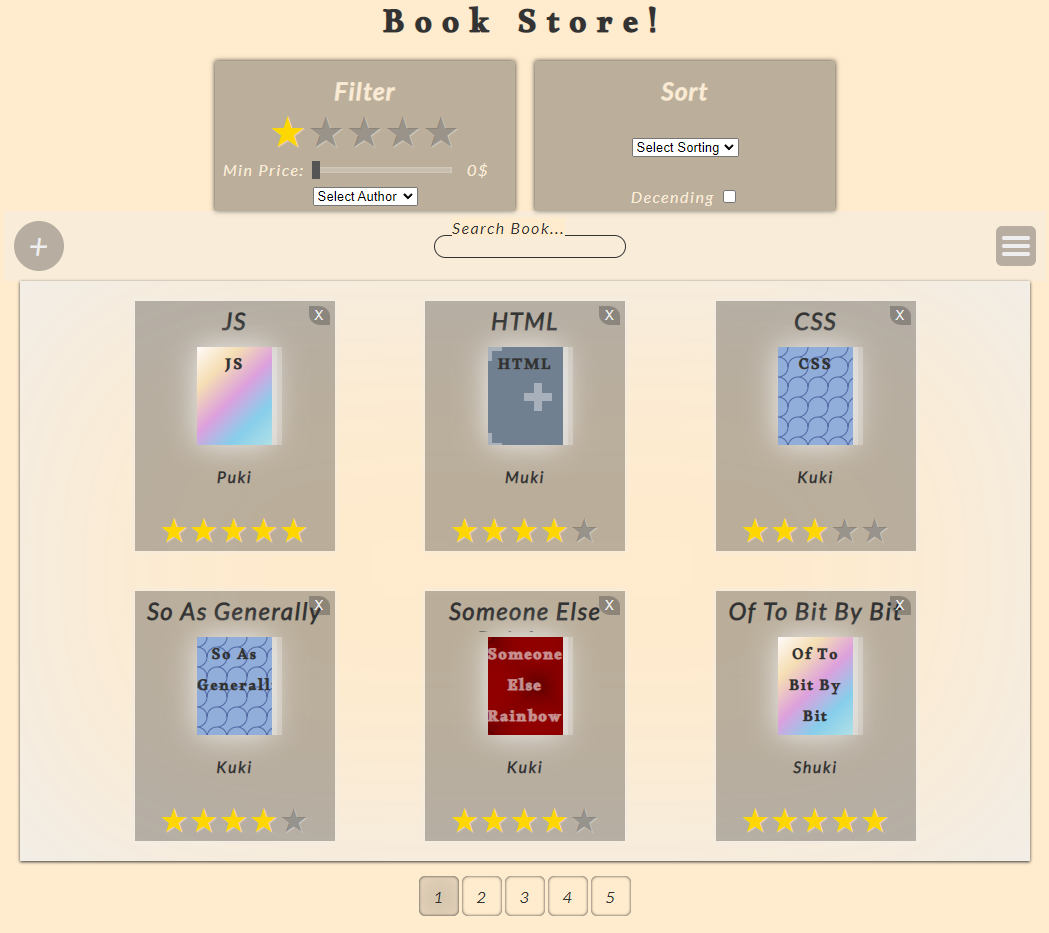 Book Store!
Filter
Sort
Min Price: 0$
Select Author
Select Sorting
Decending
+
Search Book...
JS
X
JS
Puki
HTML
X
HTML
Muki
CSS
X
CSS
Kuki
So As Generally
X
So As
Generall
Kuki
Someone Else
X
Someone
Else
Rainbow
Kuki
Of To Bit By Bit
X
Of To
Bit By
Bit
Shuki
1 2 3 4 5